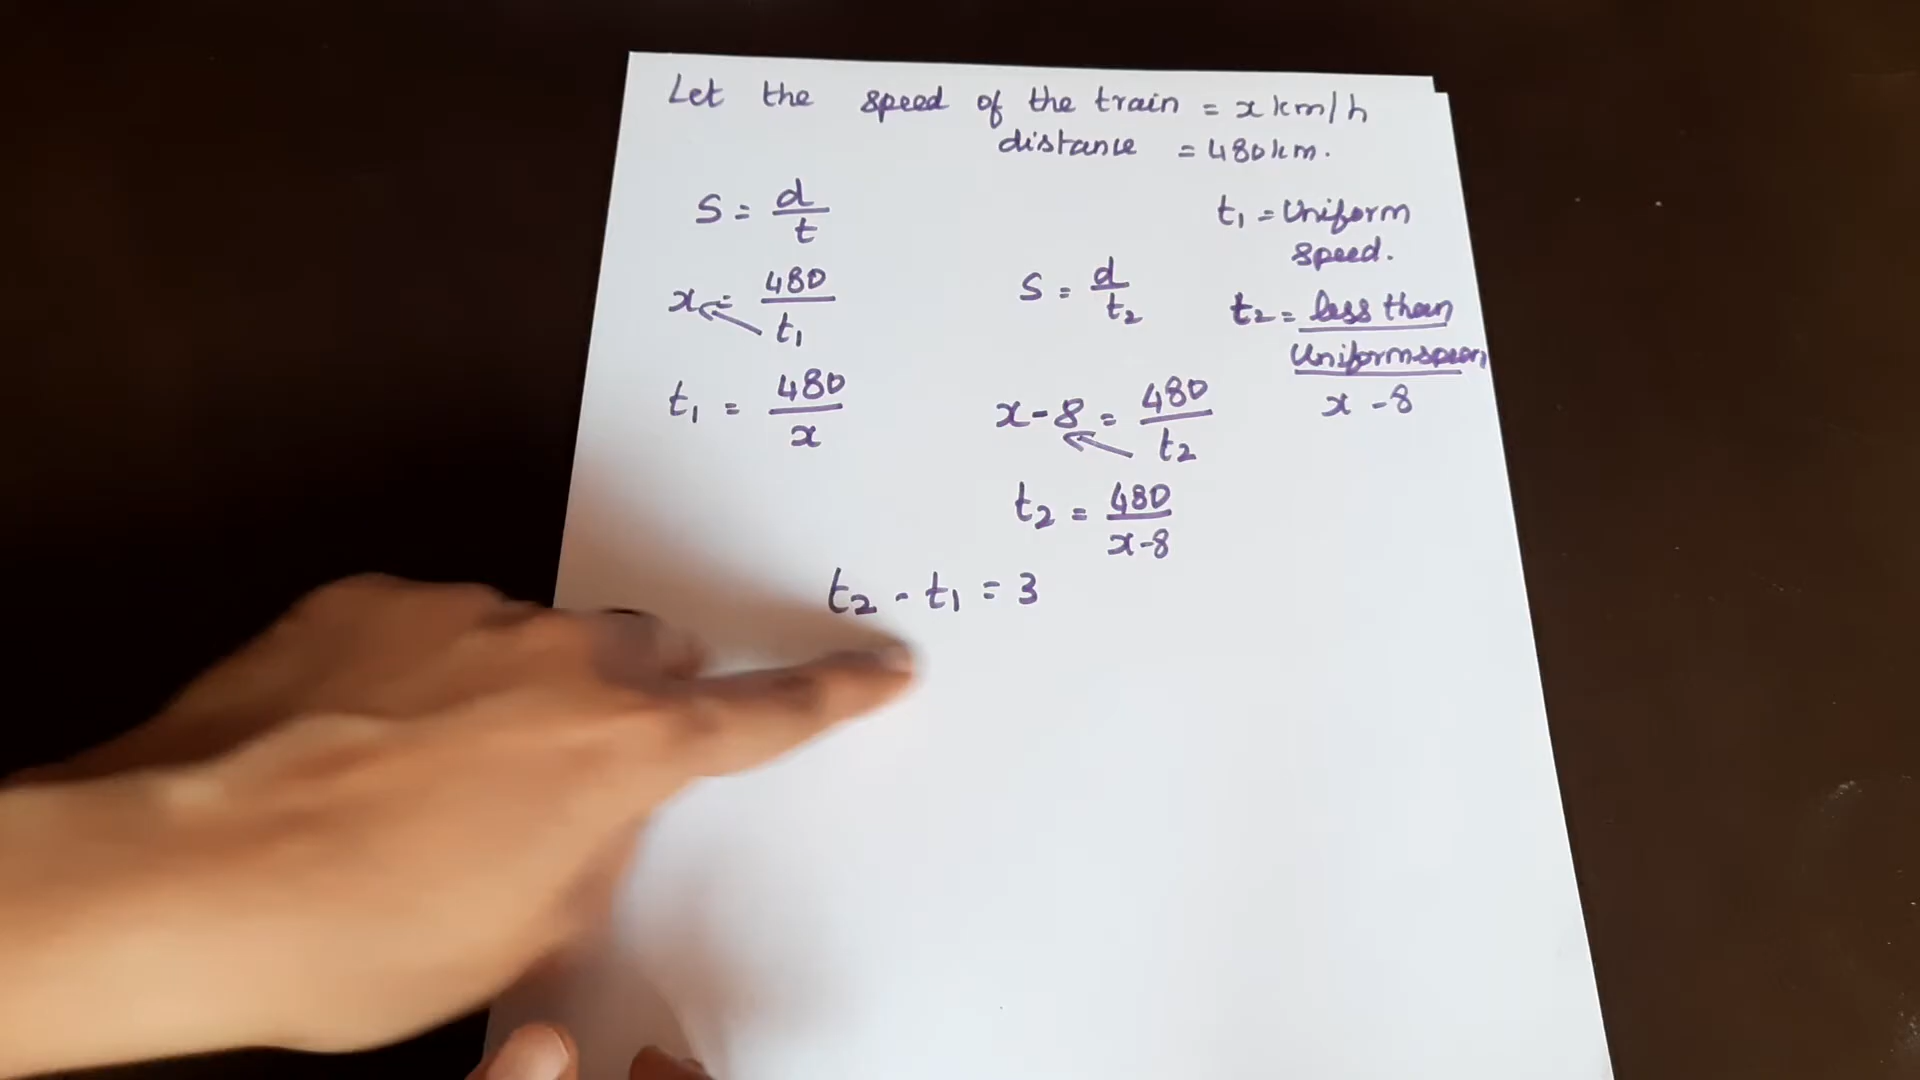 Let the speed of the train = x km/h
distance = 480 km.
S = d/t
x = 480/t₁
t₁ = 480/x
S = d/t₂
x-8 = 480/t₂
t₂ = 480/x-8
t₁ = Uniform
speed.
t₂ = less than
Uniform
x -8
t₂ - t₁ = 3